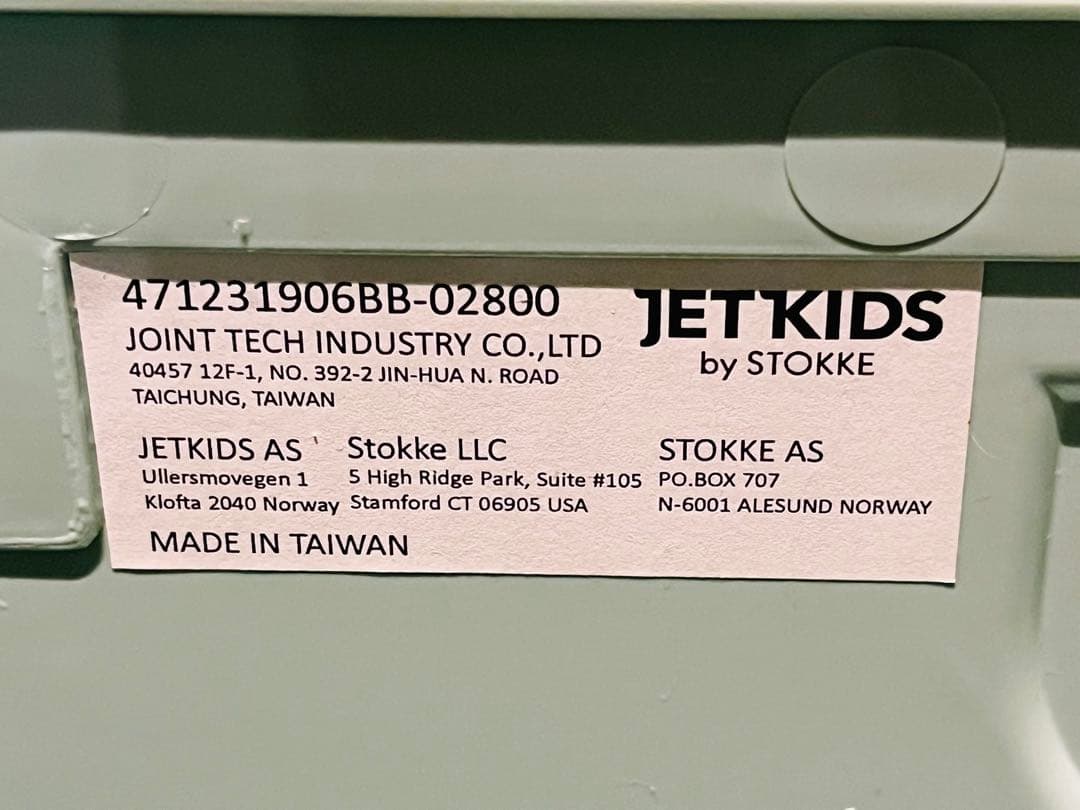 471231906BB-02800
JOINT TECH INDUSTRY CO.,LTD
40457 12F-1, NO. 392-2 JIN-HUA N. ROAD
TAICHUNG, TAIWAN
JETKIDS
by STOKKE
JETKIDS AS
Ullersmovegen 1
Klofta 2040 Norway
Stokke LLC
5 High Ridge Park, Suite #105
Stamford CT 06905 USA
STOKKE AS
PO.BOX 707
N-6001 ALESUND NORWAY
MADE IN TAIWAN